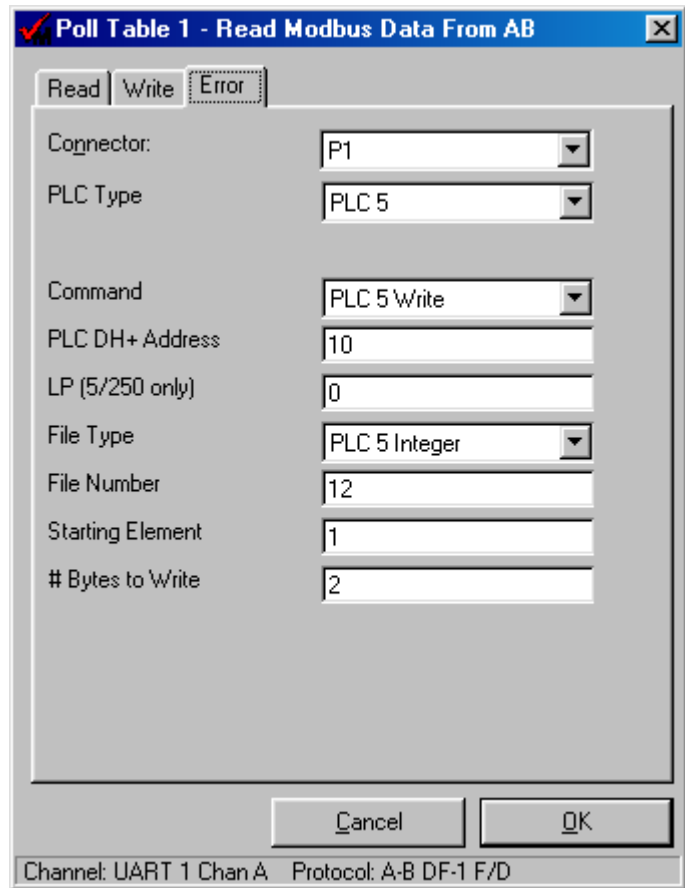 Poll Table 1 - Read Modbus Data From AB
Read Write Error
Connector: P1
PLC Type PLC 5
Command PLC 5 Write
PLC DH+ Address 10
LP (5/250 only) 0
File Type PLC 5 Integer
File Number 12
Starting Element 1
# Bytes to Write 2
Cancel OK
Channel: UART 1 Chan A Protocol: A-B DF-1 F/D